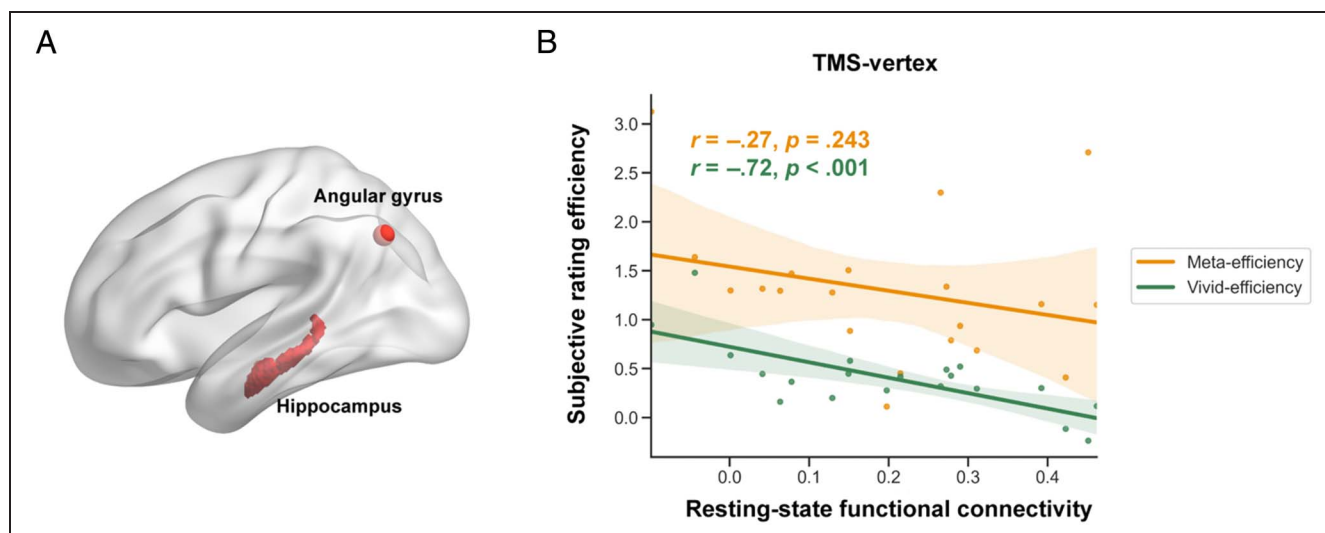 A
Angular gyrus
Hippocampus
B
TMS-vertex
r = –.27, p = .243
r = –.72, p < .001
Subjective rating efficiency
3.0
2.5
2.0
1.5
1.0
0.5
0.0
0.0 0.1 0.2 0.3 0.4
Resting-state functional connectivity
Meta-efficiency
Vivid-efficiency